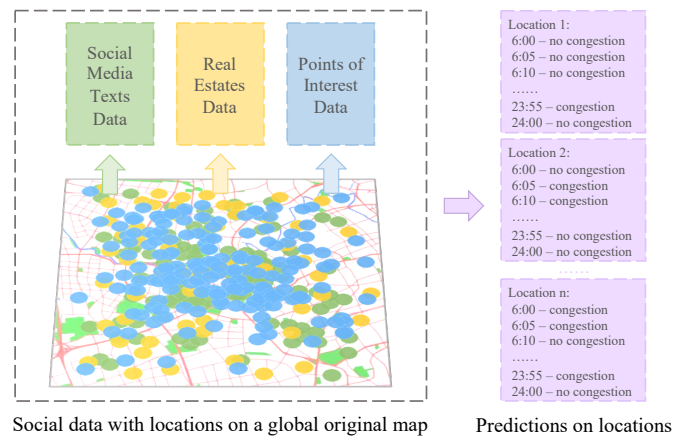 Social
Media
Texts
Data
Real
Estates
Data
Points of
Interest
Data
Location 1:
6:00 – no congestion
6:05 – no congestion
6:10 – no congestion
……
23:55 – congestion
24:00 – no congestion
Location 2:
6:00 – no congestion
6:05 – congestion
6:10 – congestion
……
23:55 – no congestion
24:00 – no congestion
……
Location n:
6:00 – congestion
6:05 – congestion
6:10 – no congestion
……
23:55 – congestion
24:00 – no congestion
Social data with locations on a global original map
Predictions on locations